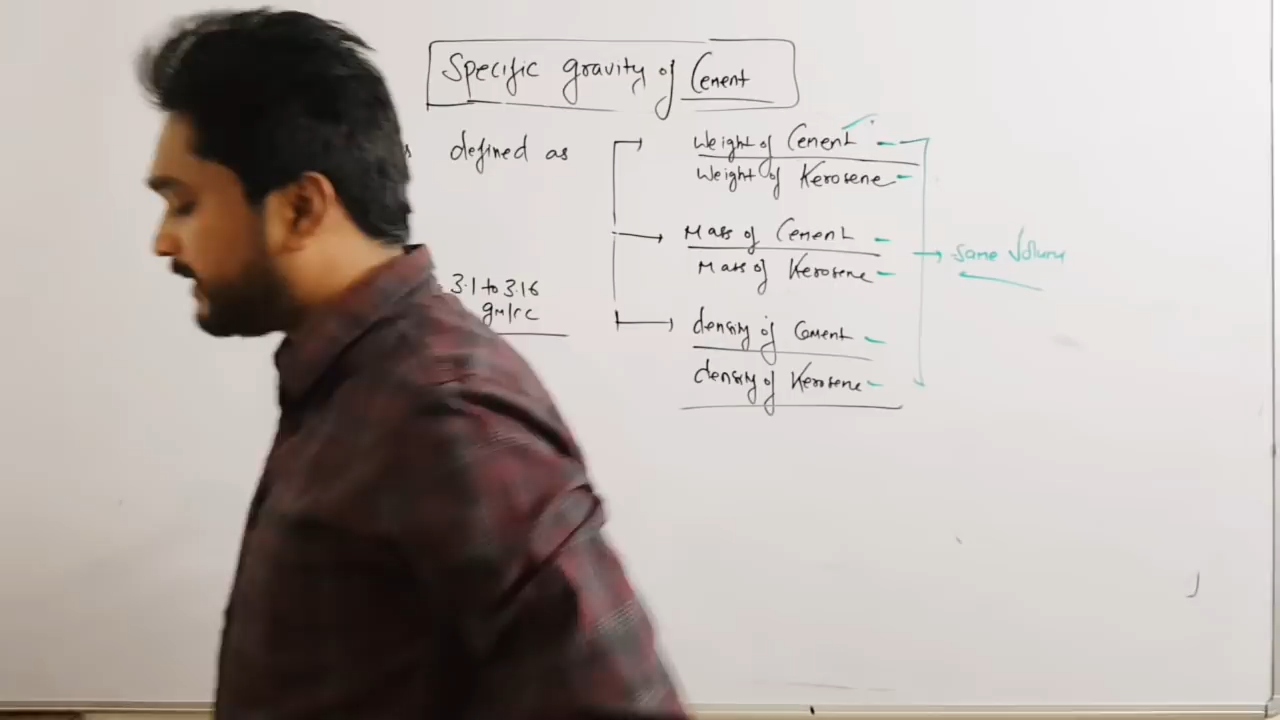 Specific gravity of Cement
defined as
Weight of Cement
Weight of Kerosene
Mass of Cement
Mass of Kerosene
same Volume
3.1 to 3.16
gm/cc
density of Cement
density of Kerosene